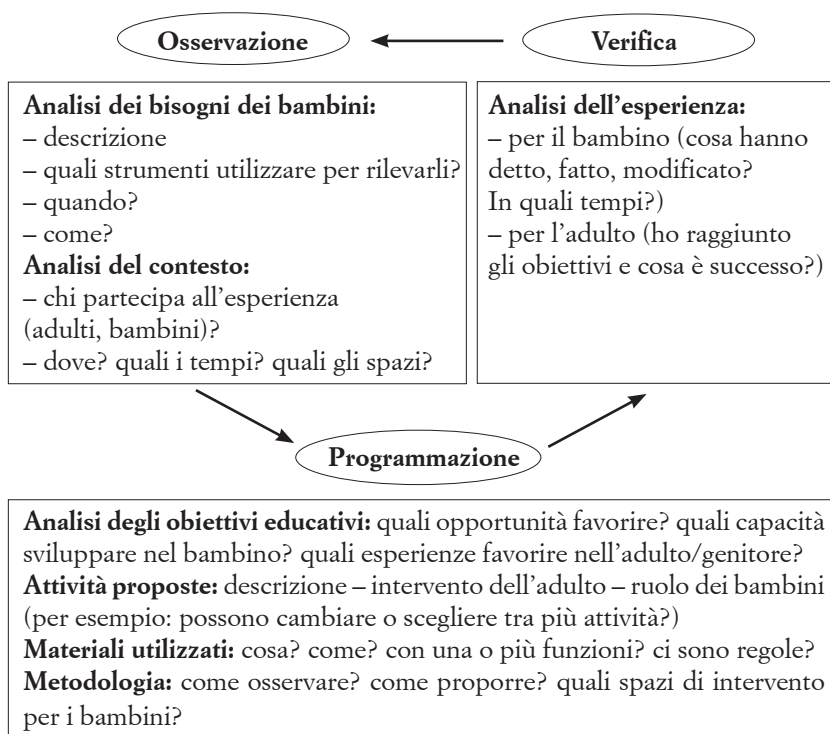 Osservazione
Verifica
Analisi dei bisogni dei bambini:
– descrizione
– quali strumenti utilizzare per rilevarli?
– quando?
– come?
Analisi del contesto:
– chi partecipa all'esperienza
(adulti, bambini)?
– dove? quali i tempi? quali gli spazi?
Analisi dell'esperienza:
– per il bambino (cosa hanno
detto, fatto, modificato?
In quali tempi?)
– per l'adulto (ho raggiunto
gli obiettivi e cosa è successo?)
Programmazione
Analisi degli obiettivi educativi: quali opportunità favorire? quali capacità
sviluppare nel bambino? quali esperienze favorire nell'adulto/genitore?
Attività proposte: descrizione – intervento dell'adulto – ruolo dei bambini
(per esempio: possono cambiare o scegliere tra più attività?)
Materiali utilizzati: cosa? come? con una o più funzioni? ci sono regole?
Metodologia: come osservare? come proporre? quali spazi di intervento
per i bambini?